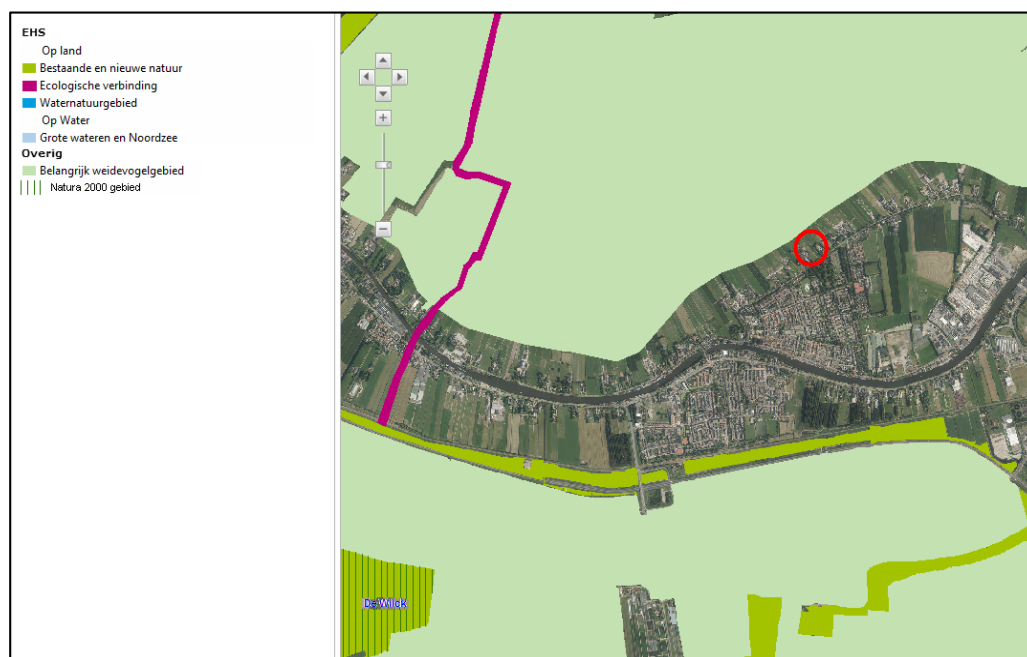 EHS
Op land
Bestaande en nieuwe natuur
Ecologische verbinding
Waternatuurgebied
Op Water
Grote wateren en Noordzee
Overig
Belangrijk weidevogelgebied
Natura 2000 gebied
De Wilck